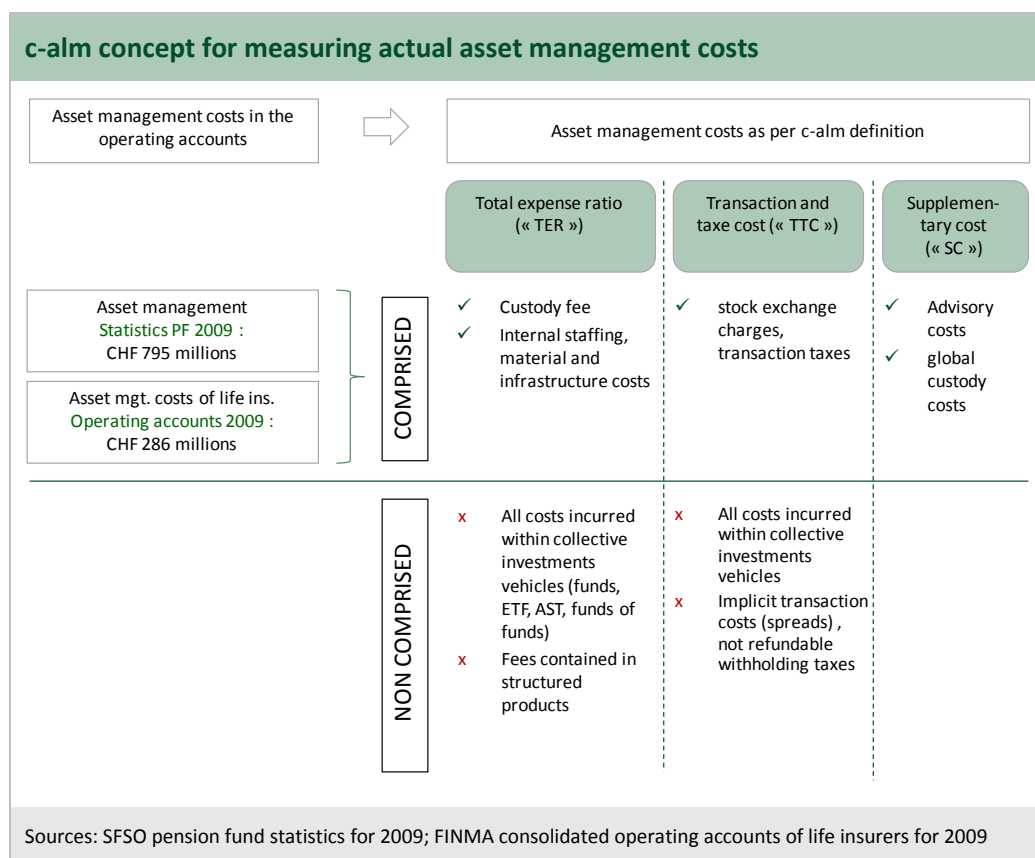 c-alm concept for measuring actual asset management costs
Asset management costs in the
operating accounts
Asset management costs as per c-alm definition
Total expense ratio
(« TER »)
Transaction and
taxe cost (« TTC »)
Supplemen-
tary cost
(« SC »)
Asset management
Statistics PF 2009 :
CHF 795 millions
Asset mgt. costs of life ins.
Operating accounts 2009 :
CHF 286 millions
COMPRISED
✓ Custody fee
✓ Internal staffing,
material and
infrastructure costs
✓ stock exchange
charges,
transaction taxes
✓ Advisory
costs
✓ global
custody
costs
NON COMPRISED
x All costs incurred
within collective
investments
vehicles (funds,
ETF, AST, funds of
funds)
x Fees contained in
structured
products
x All costs incurred
within collective
investments
vehicles
x Implicit transaction
costs (spreads) ,
not refundable
withholding taxes
Sources: SFSO pension fund statistics for 2009; FINMA consolidated operating accounts of life insurers for 2009